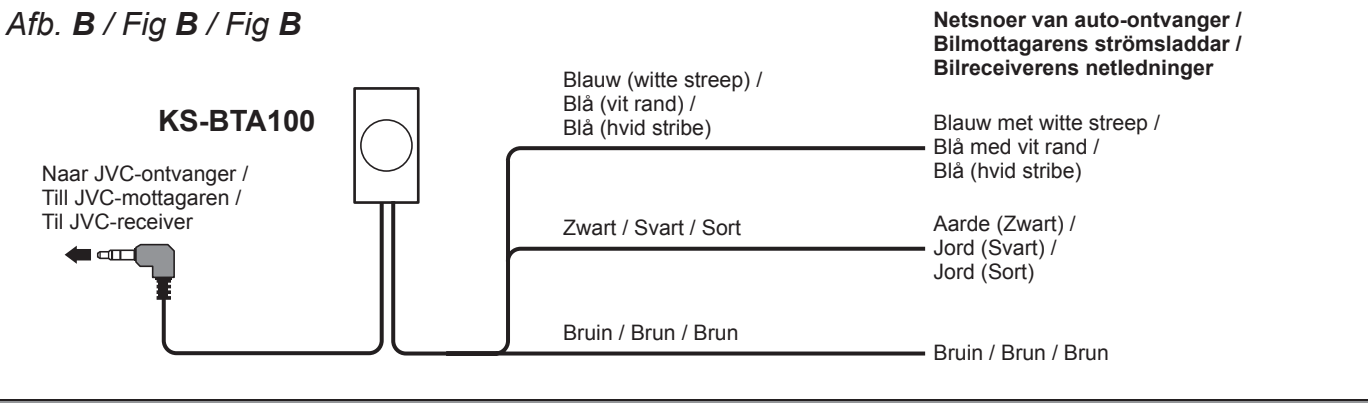 Afb. B / Fig B / Fig B
Netsnoer van auto-ontvanger /
Bilmottagarens strömsladdar /
Bilreceiverens netledninger
KS-BTA100
Naar JVC-ontvanger /
Till JVC-mottagaren /
Til JVC-receiver
Blauw (witte streep) /
Blå (vit rand) /
Blå (hvid stribe)
Blauw met witte streep /
Blå med vit rand /
Blå (hvid stribe)
Zwart / Svart / Sort
Aarde (Zwart) /
Jord (Svart) /
Jord (Sort)
Bruin / Brun / Brun
Bruin / Brun / Brun